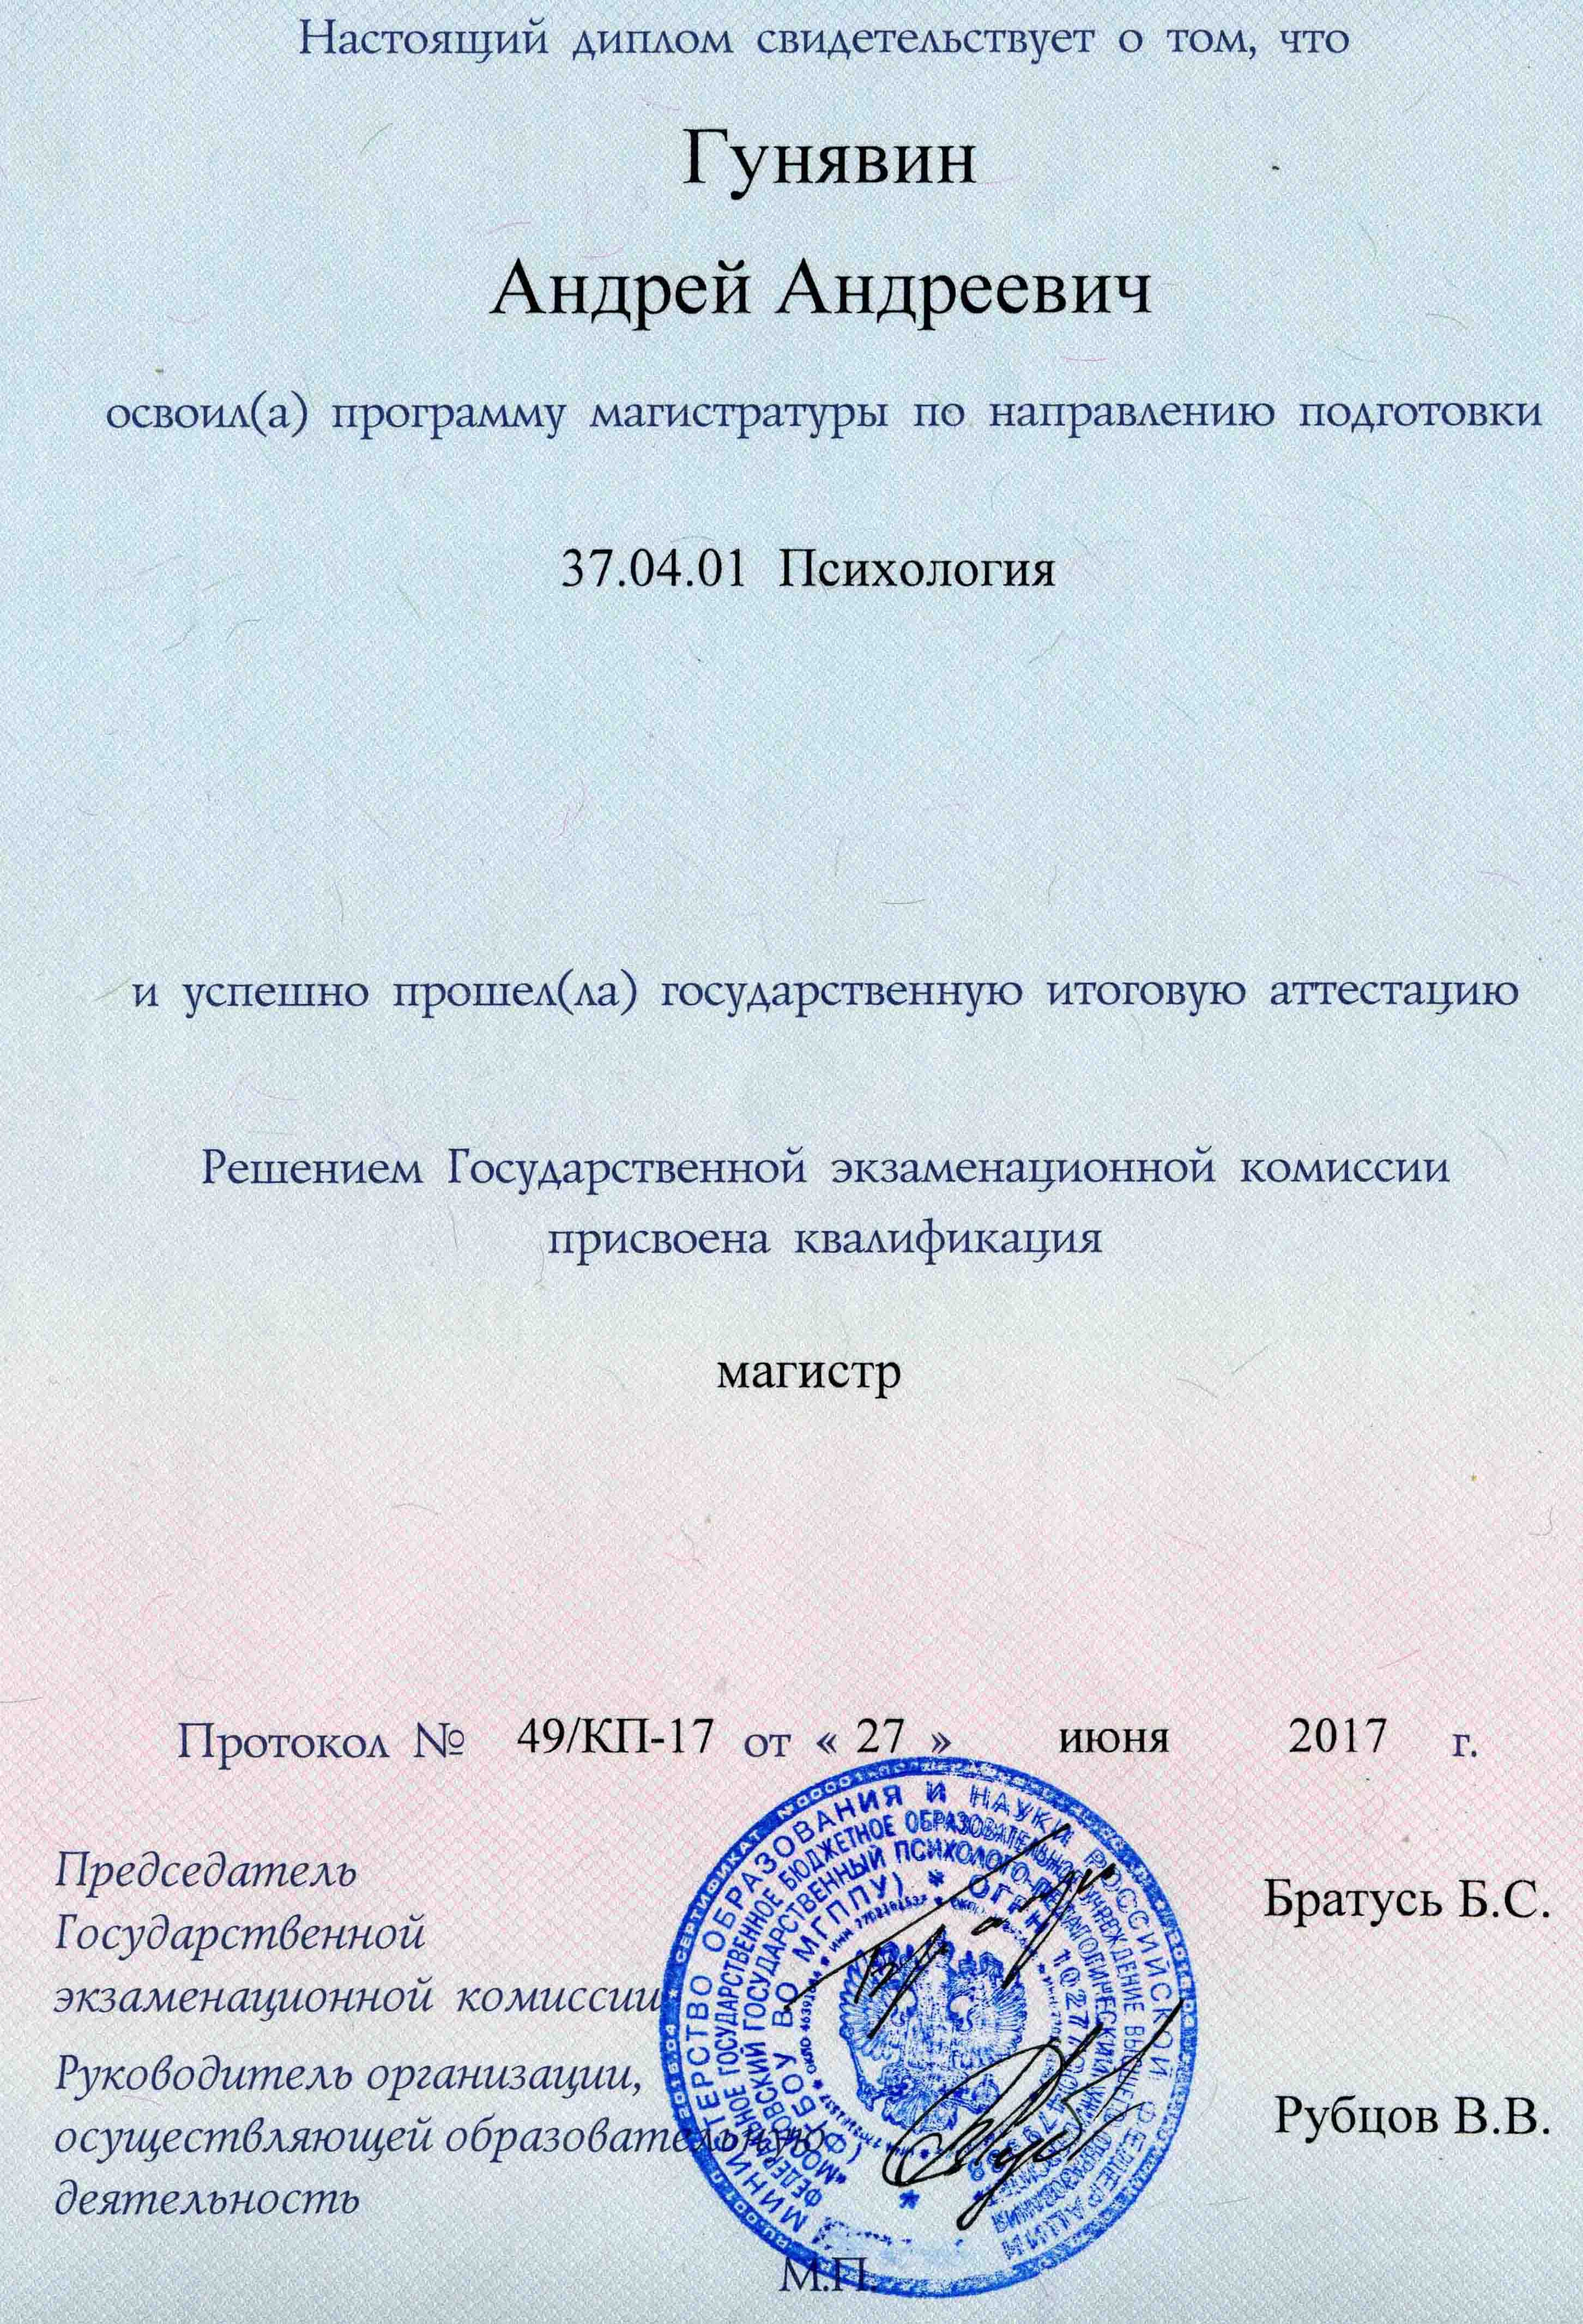 Настоящий диплом свидетельствует о том, что
Гунявин
Андрей Андреевич
освоил(а) программу магистратуры по направлению подготовки
37.04.01 Психология
и успешно прошел(ла) государственную итоговую аттестацию
Решением Государственной экзаменационной комиссии
присвоена квалификация
магистр
Протокол № 49/КП-17 от « 27 » июня 2017 г.
Председатель
Государственной
экзаменационной комиссии
Братусь Б.С.
Руководитель организации,
осуществляющей образовательную
деятельность
Рубцов В.В.
М.П.
МИНИСТЕРСТВО ОБРАЗОВАНИЯ И НАУКИ РОССИЙСКОЙ ФЕДЕРАЦИИ
ФЕДЕРАЛЬНОЕ ГОСУДАРСТВЕННОЕ БЮДЖЕТНОЕ ОБРАЗОВАТЕЛЬНОЕ УЧРЕЖДЕНИЕ ВЫСШЕГО ОБРАЗОВАНИЯ
«МОСКОВСКИЙ ГОСУДАРСТВЕННЫЙ ПСИХОЛОГО-ПЕДАГОГИЧЕСКИЙ
(ФГБОУ ВО МГППУ) * ОГРН